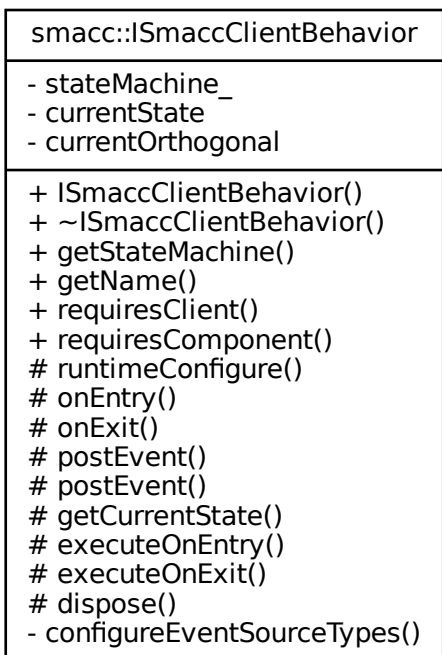 smacc::ISmaccClientBehavior
- stateMachine_
- currentState
- currentOrthogonal
+ ISmaccClientBehavior()
+ ~ISmaccClientBehavior()
+ getStateMachine()
+ getName()
+ requiresClient()
+ requiresComponent()
# runtimeConfigure()
# onEntry()
# onExit()
# postEvent()
# postEvent()
# getCurrentState()
# executeOnEntry()
# executeOnExit()
# dispose()
- configureEventSourceTypes()